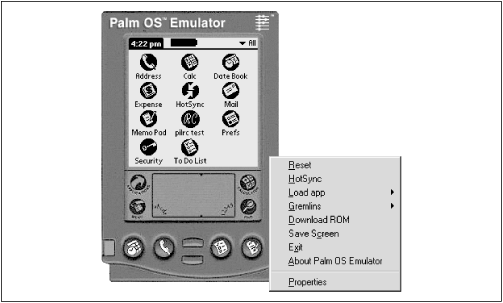 Palm OS™ Emulator
4:22 pm
All
Address Calc Date Book
Expense HotSync Mail
Memo Pad pilrc test Prefs
Security To Do List
Reset
HotSync
Load app
Gremlins
Download ROM
Save Screen
Exit
About Palm OS Emulator
Properties